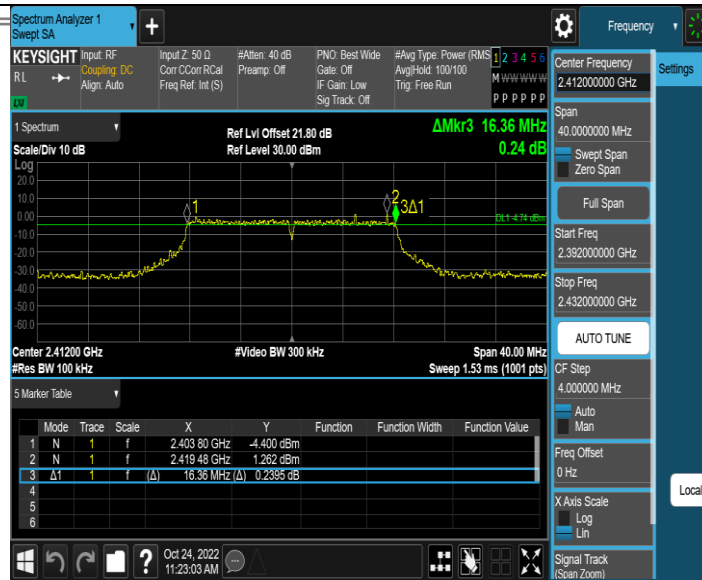 Spectrum Analyzer 1
Swept SA
+
Frequency
KEYSIGHT
Input: RF
Coupling: DC
Align: Auto
Input Z: 50 Ω
Corr CCorr RCal
Freq Ref: Int (S)
#Atten: 40 dB
Preamp: Off
PNO: Best Wide
Gate: Off
IF Gain: Low
Sig Track: Off
#Avg Type: Power (RMS
Avg|Hold: 100/100
Trig: Free Run
1 2 3 4 5 6
M W W W W W
P P P P P P
RL
LXI
1 Spectrum
Scale/Div 10 dB
Ref Lvl Offset 21.80 dB
Ref Level 30.00 dBm
ΔMkr3 16.36 MHz
0.24 dB
Log
20.0
10.0
0.00
-10.0
-20.0
-30.0
-40.0
-50.0
-60.0
1
2
3Δ1
DL1 -4.74 dBm
Center 2.41200 GHz
#Res BW 100 kHz
#Video BW 300 kHz
Span 40.00 MHz
Sweep 1.53 ms (1001 pts)
5 Marker Table
Mode Trace Scale X Y Function Function Width Function Value
1 N 1 f 2.403 80 GHz -4.400 dBm
2 N 1 f 2.419 48 GHz 1.262 dBm
3 Δ1 1 f (Δ) 16.36 MHz (Δ) 0.2395 dB
4
5
6
?
Oct 24, 2022
11:23:03 AM
Center Frequency
2.412000000 GHz
Settings
Span
40.0000000 MHz
Swept Span
Zero Span
Full Span
Start Freq
2.392000000 GHz
Stop Freq
2.432000000 GHz
AUTO TUNE
CF Step
4.000000 MHz
Auto
Man
Freq Offset
0 Hz
X Axis Scale
Log
Lin
Local
Signal Track
(Span Zoom)